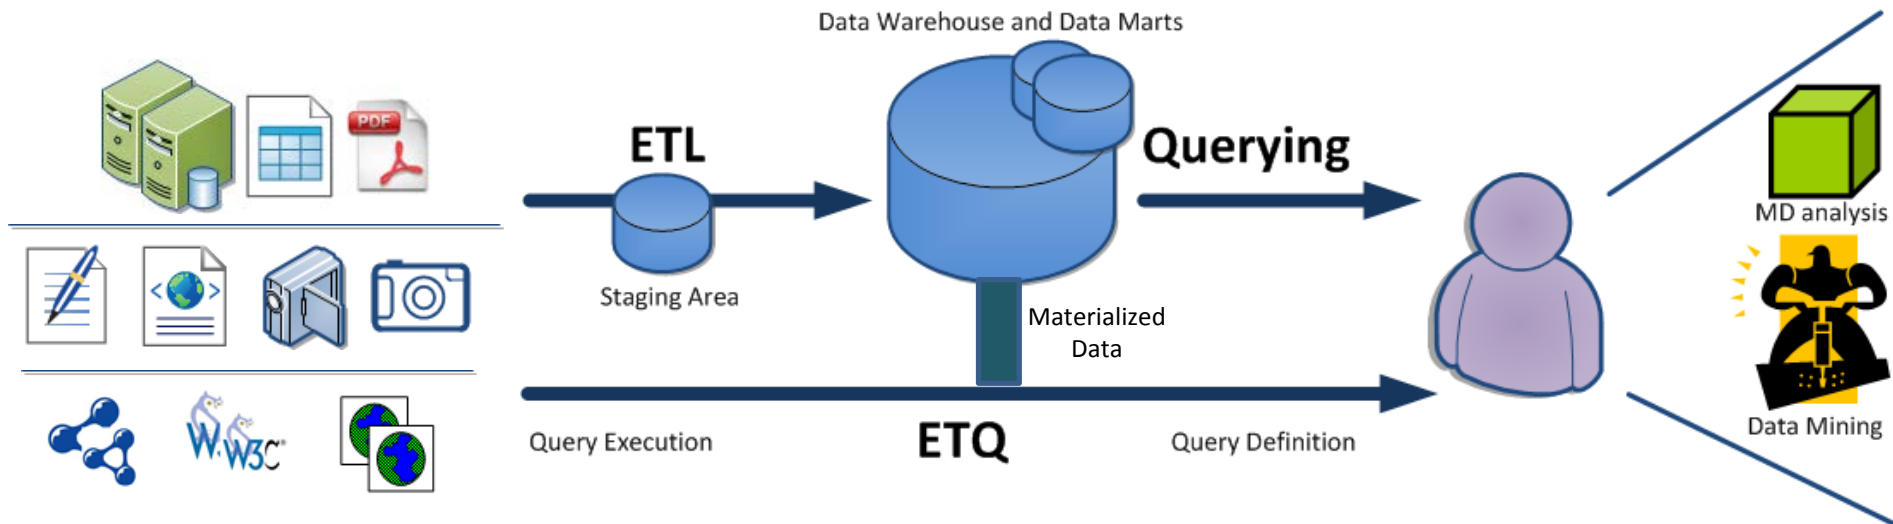 Data Warehouse and Data Marts
PDF
ETL
Querying
MD analysis
Staging Area
Materialized
Data
Query Execution
ETQ
Query Definition
Data Mining
W
W3C